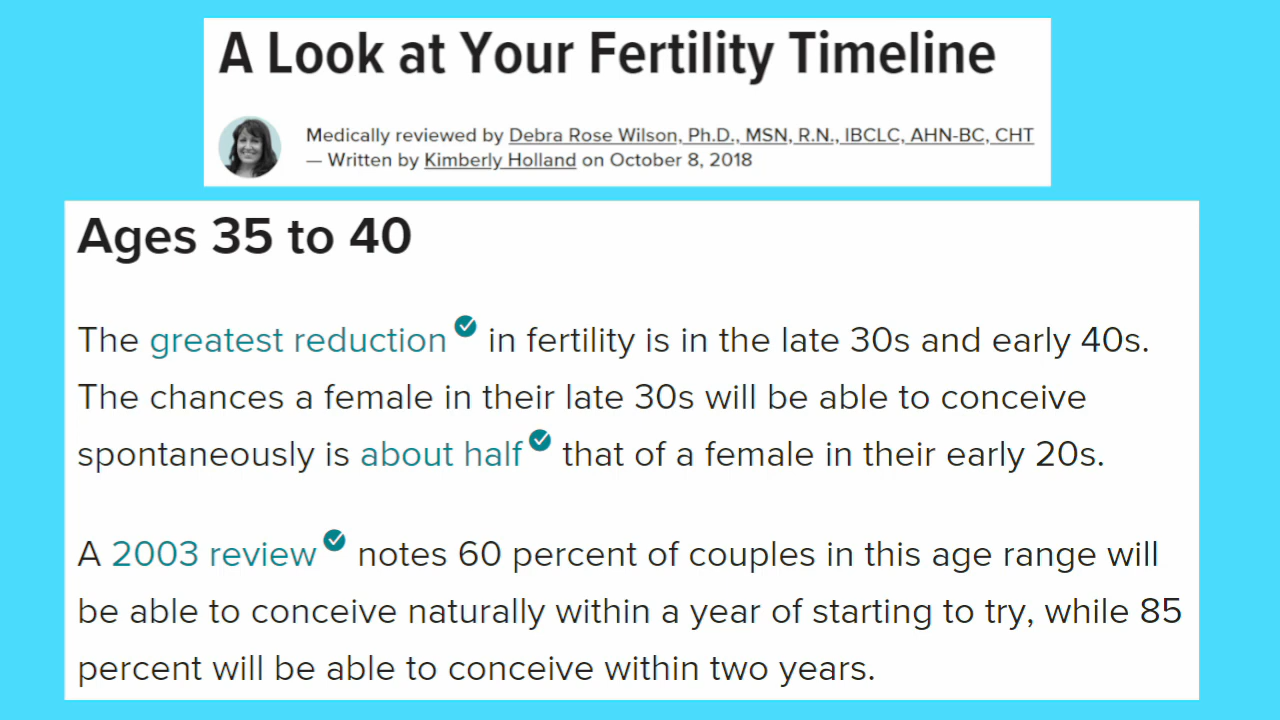 A Look at Your Fertility Timeline
Medically reviewed by Debra Rose Wilson, Ph.D., MSN, R.N., IBCLC, AHN-BC, CHT
— Written by Kimberly Holland on October 8, 2018
Ages 35 to 40
The greatest reduction in fertility is in the late 30s and early 40s.
The chances a female in their late 30s will be able to conceive
spontaneously is about half that of a female in their early 20s.
A 2003 review notes 60 percent of couples in this age range will
be able to conceive naturally within a year of starting to try, while 85
percent will be able to conceive within two years.